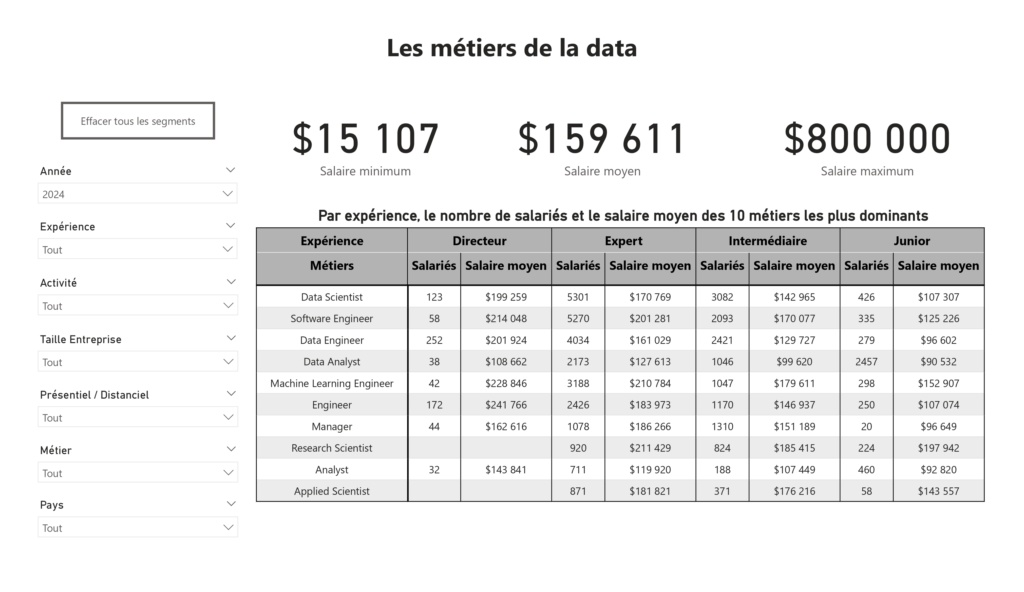 Les métiers de la data
Effacer tous les segments
Année
2024
Expérience
Tout
Activité
Tout
Taille Entreprise
Tout
Présentiel / Distanciel
Tout
Métier
Tout
Pays
Tout
$15 107 $159 611 $800 000
Salaire minimum Salaire moyen Salaire maximum
Par expérience, le nombre de salariés et le salaire moyen des 10 métiers les plus dominants
Expérience Directeur Expert Intermédiaire Junior
Métiers Salariés Salaire moyen Salariés Salaire moyen Salariés Salaire moyen Salariés Salaire moyen
Data Scientist 123 $199 259 5301 $170 769 3082 $142 965 426 $107 307
Software Engineer 58 $214 048 5270 $201 281 2093 $170 077 335 $125 226
Data Engineer 252 $201 924 4034 $161 029 2421 $129 727 279 $96 602
Data Analyst 38 $108 662 2173 $127 613 1046 $99 620 2457 $90 532
Machine Learning Engineer 42 $228 846 3188 $210 784 1047 $179 611 298 $152 907
Engineer 172 $241 766 2426 $183 973 1170 $146 937 250 $107 074
Manager 44 $162 616 1078 $186 266 1310 $151 189 20 $96 649
Research Scientist 920 $211 429 824 $185 415 224 $197 942
Analyst 32 $143 841 711 $119 920 188 $107 449 460 $92 820
Applied Scientist 871 $181 821 371 $176 216 58 $143 557